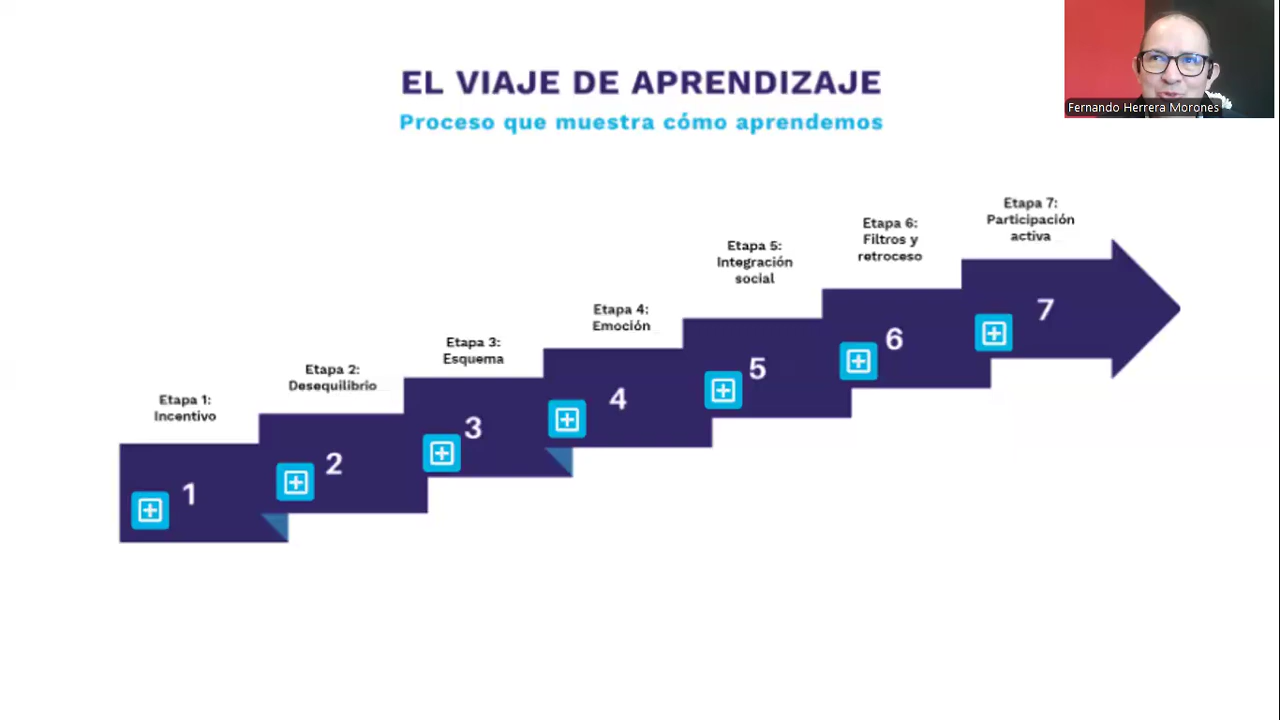 EL VIAJE DE APRENDIZAJE
Proceso que muestra cómo aprendemos
Fernando Herrera Morones
Etapa 1:
Incentivo
1
Etapa 2:
Desequilibrio
2
Etapa 3:
Esquema
3
Etapa 4:
Emoción
4
Etapa 5:
Integración
social
5
Etapa 6:
Filtros y
retroceso
6
Etapa 7:
Participación
activa
7